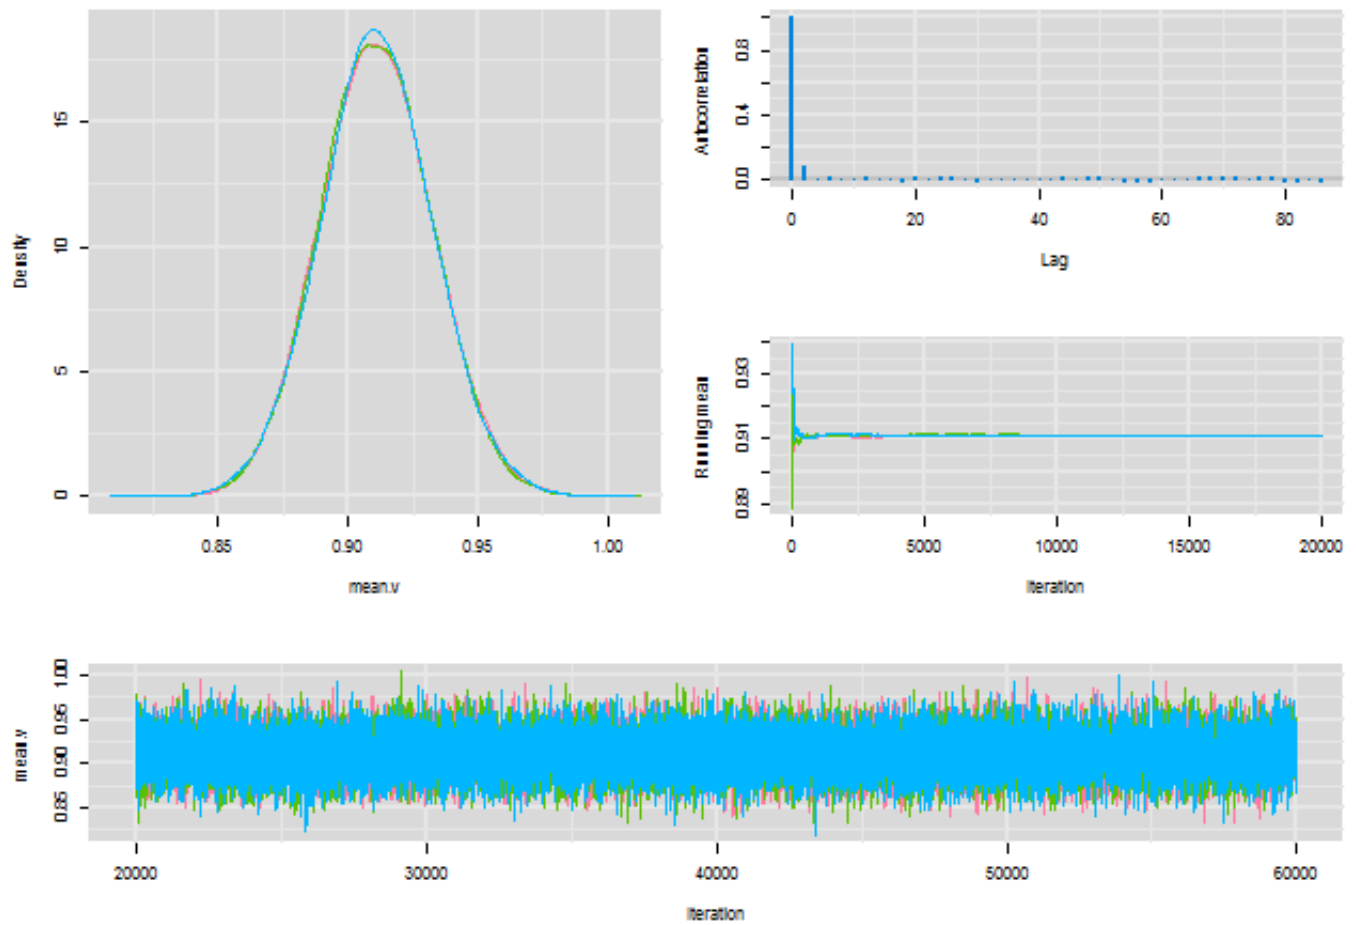 Density
15
10
5
0
0.85 0.90 0.95 1.00
mean.v
Autocorrelation
0.8
0.4
0.0
0 20 40 60 80
Lag
Running mean
0.93
0.91
0.89
0 5000 10000 15000 20000
Iteration
mean.v
1.00
0.95
0.90
0.85
20000 30000 40000 50000 60000
Iteration